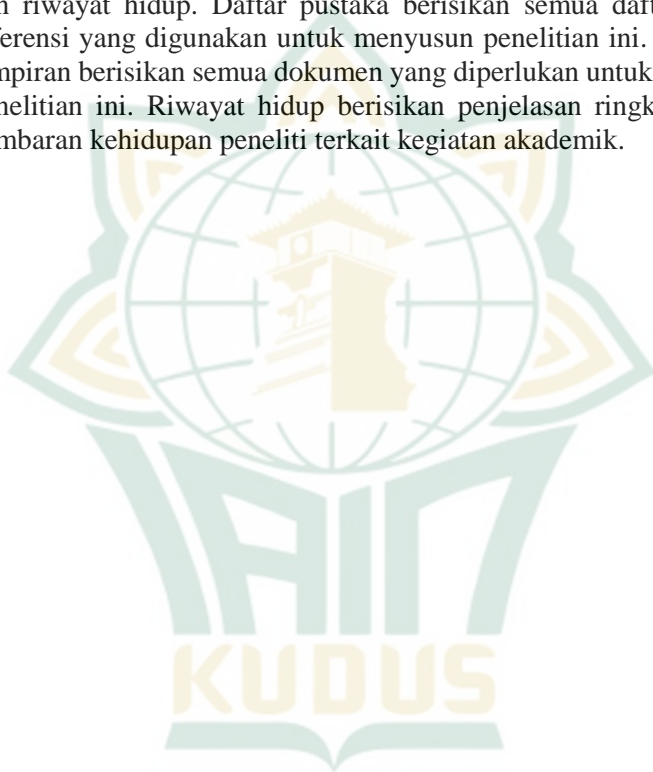 n riwayat hidup. Daftar pustaka berisikan semua daft
ferensi yang digunakan untuk menyusun penelitian ini.
mpiran berisikan semua dokumen yang diperlukan untuk
nelitian ini. Riwayat hidup berisikan penjelasan ringk
mbaran kehidupan peneliti terkait kegiatan akademik.
IAIN
KUDUS